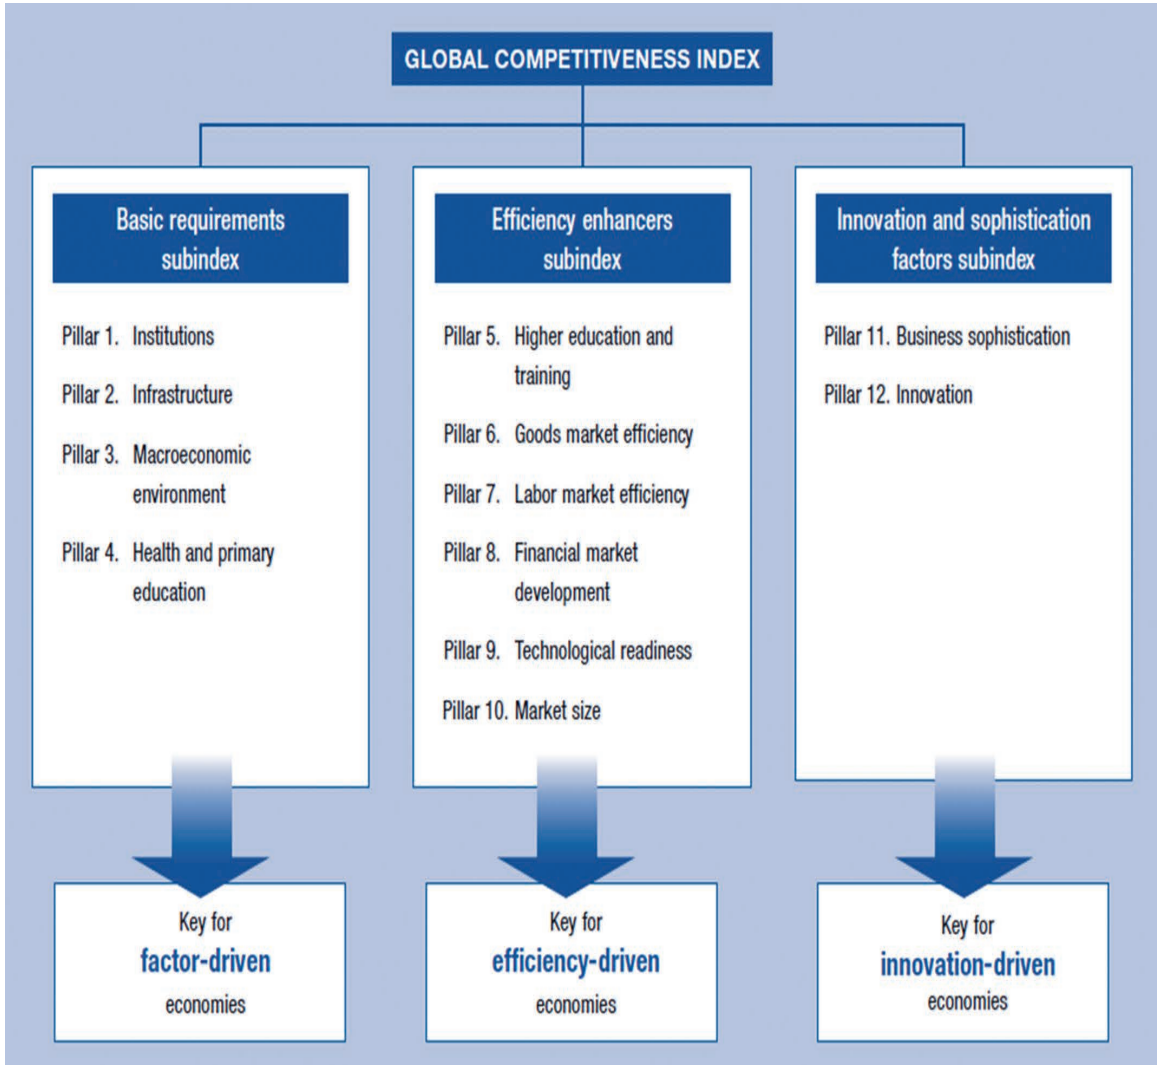 GLOBAL COMPETITIVENESS INDEX
Basic requirements
subindex
Pillar 1. Institutions
Pillar 2. Infrastructure
Pillar 3. Macroeconomic
environment
Pillar 4. Health and primary
education
Key for
factor-driven
economies
Efficiency enhancers
subindex
Pillar 5. Higher education and
training
Pillar 6. Goods market efficiency
Pillar 7. Labor market efficiency
Pillar 8. Financial market
development
Pillar 9. Technological readiness
Pillar 10. Market size
Key for
efficiency-driven
economies
Innovation and sophistication
factors subindex
Pillar 11. Business sophistication
Pillar 12. Innovation
Key for
innovation-driven
economies